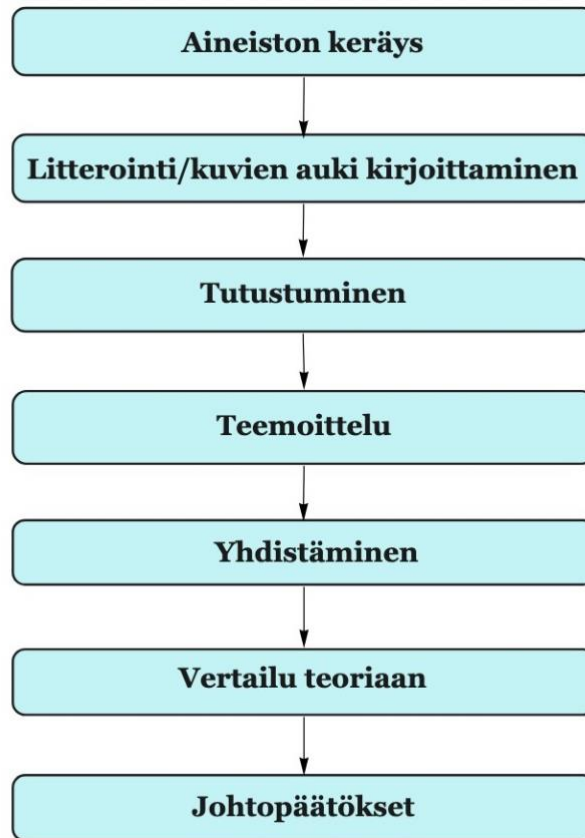 Aineiston keräys
Litterointi/kuvien auki kirjoittaminen
Tutustuminen
Teemoittelu
Yhdistäminen
Vertailu teoriaan
Johtopäätökset